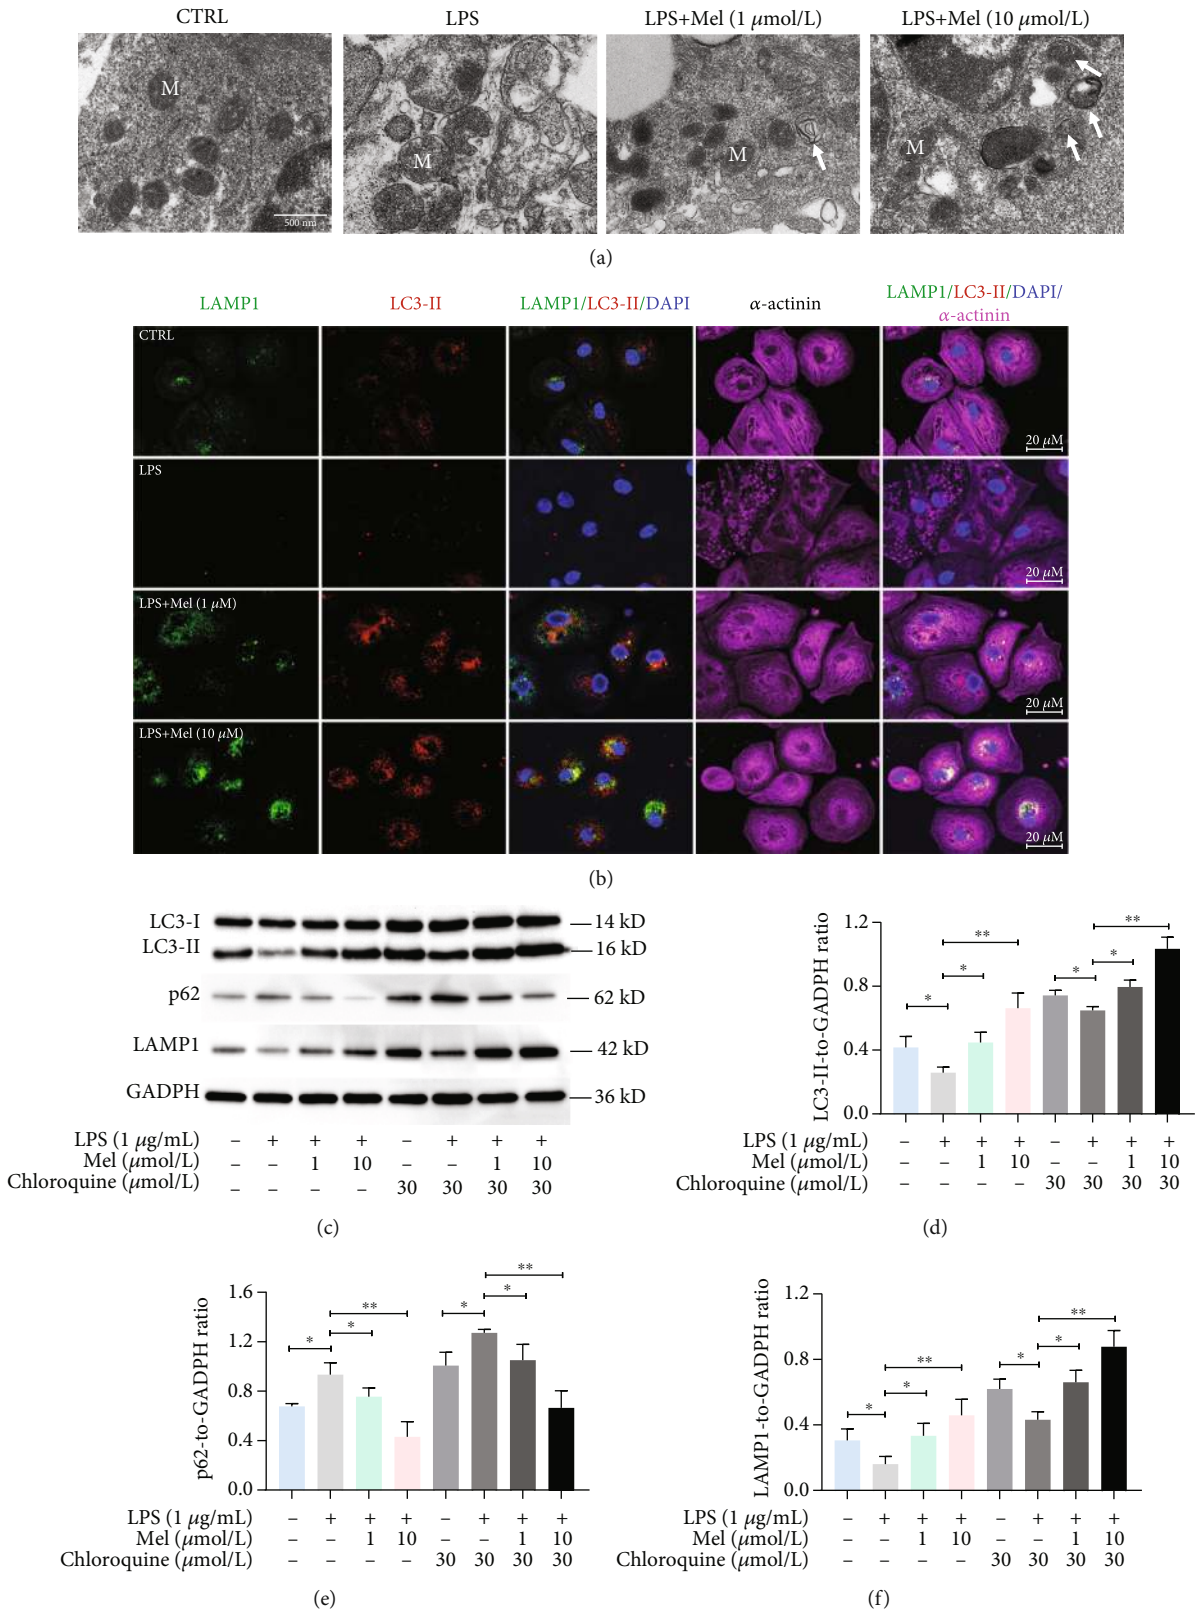 CTRL LPS LPS+Mel (1 μmol/L) LPS+Mel (10 μmol/L)
M M M M
500 nm
(a)
LAMP1 LC3-II LAMP1/LC3-II/DAPI α-actinin LAMP1/LC3-II/DAPI/
α-actinin
CTRL
20 μM
LPS
20 μM
LPS+Mel (1 μM)
20 μM
LPS+Mel (10 μM)
20 μM
(b)
LC3-I 14 kD
LC3-II 16 kD
p62 62 kD
LAMP1 42 kD
GADPH 36 kD
LPS (1 μg/mL) – + + + – + + +
Mel (μmol/L) – – 1 10 – – 1 10
Chloroquine (μmol/L) – – – – 30 30 30 30
(c)
LC3-II-to-GADPH ratio
1.2
0.8
0.4
0.0
* * ** * * **
LPS (1 μg/mL) – + + + – + + +
Mel (μmol/L) – – 1 10 – – 1 10
Chloroquine (μmol/L) – – – – 30 30 30 30
(d)
p62-to-GADPH ratio
1.6
1.2
0.8
0.4
0.0
* * ** * * **
LPS (1 μg/mL) – + + + – + + +
Mel (μmol/L) – – 1 10 – – 1 10
Chloroquine (μmol/L) – – – – 30 30 30 30
(e)
LAMP1-to-GADPH ratio
1.2
0.8
0.4
0.0
* * ** * * **
LPS (1 μg/mL) – + + + – + + +
Mel (μmol/L) – – 1 10 – – 1 10
Chloroquine (μmol/L) – – – – 30 30 30 30
(f)